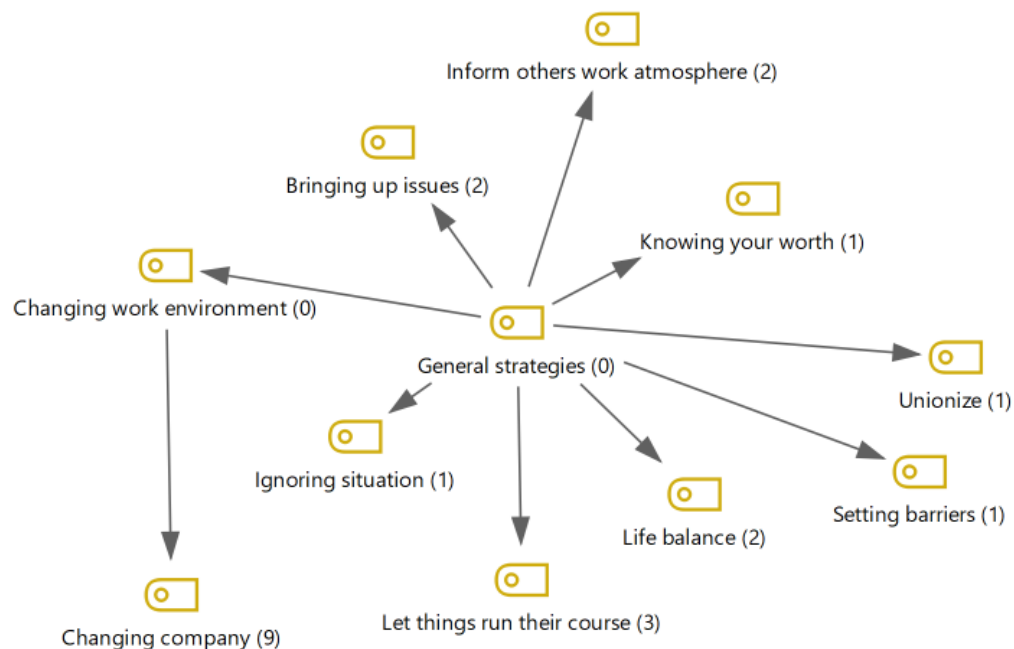 Inform others work atmosphere (2)
Bringing up issues (2)
Knowing your worth (1)
Changing work environment (0)
General strategies (0)
Unionize (1)
Ignoring situation (1)
Setting barriers (1)
Life balance (2)
Let things run their course (3)
Changing company (9)